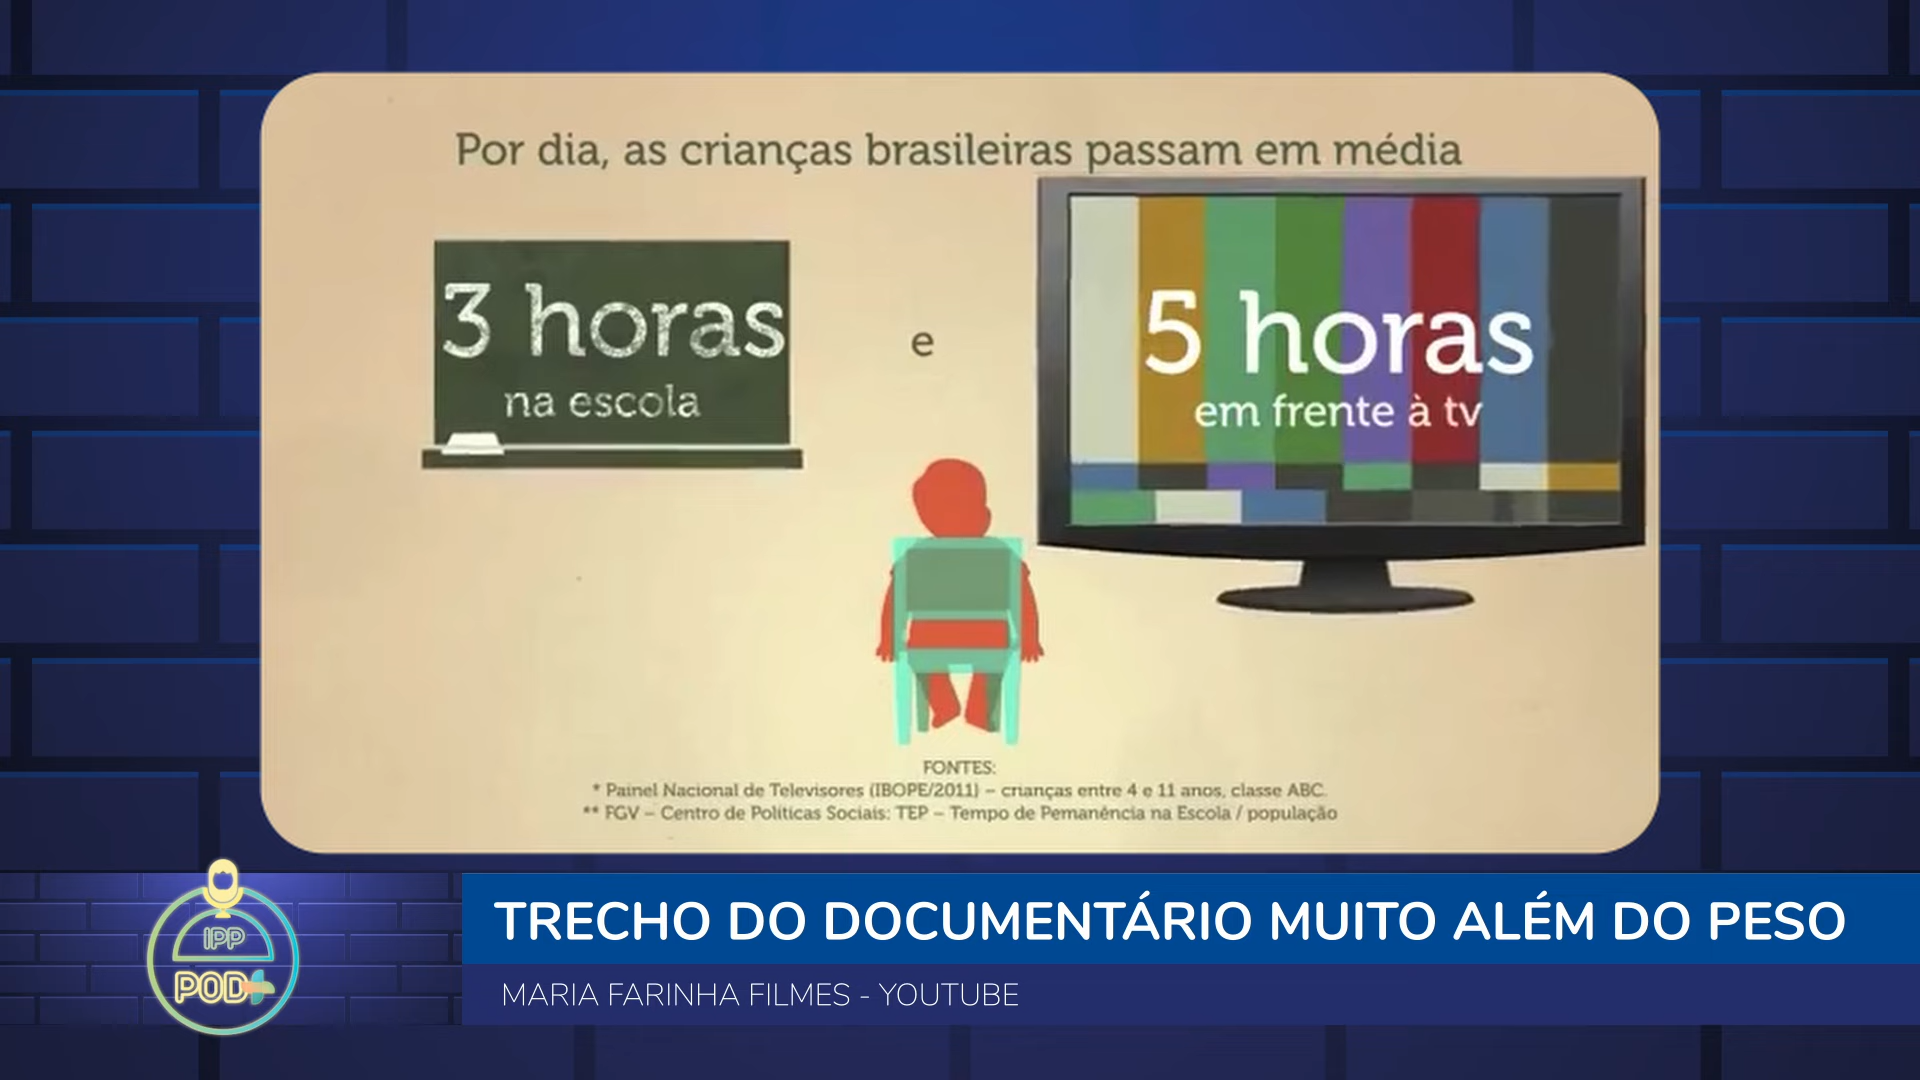 Por dia, as crianças brasileiras passam em média
3 horas
na escola
e
5 horas
em frente à tv
FONTES:
* Painel Nacional de Televisores (IBOPE/2011) – crianças entre 4 e 11 anos, classe ABC.
** FGV – Centro de Políticas Sociais: TEP – Tempo de Pemanência na Escola / população
IPP
POD+
TRECHO DO DOCUMENTÁRIO MUITO ALÉM DO PESO
MARIA FARINHA FILMES - YOUTUBE